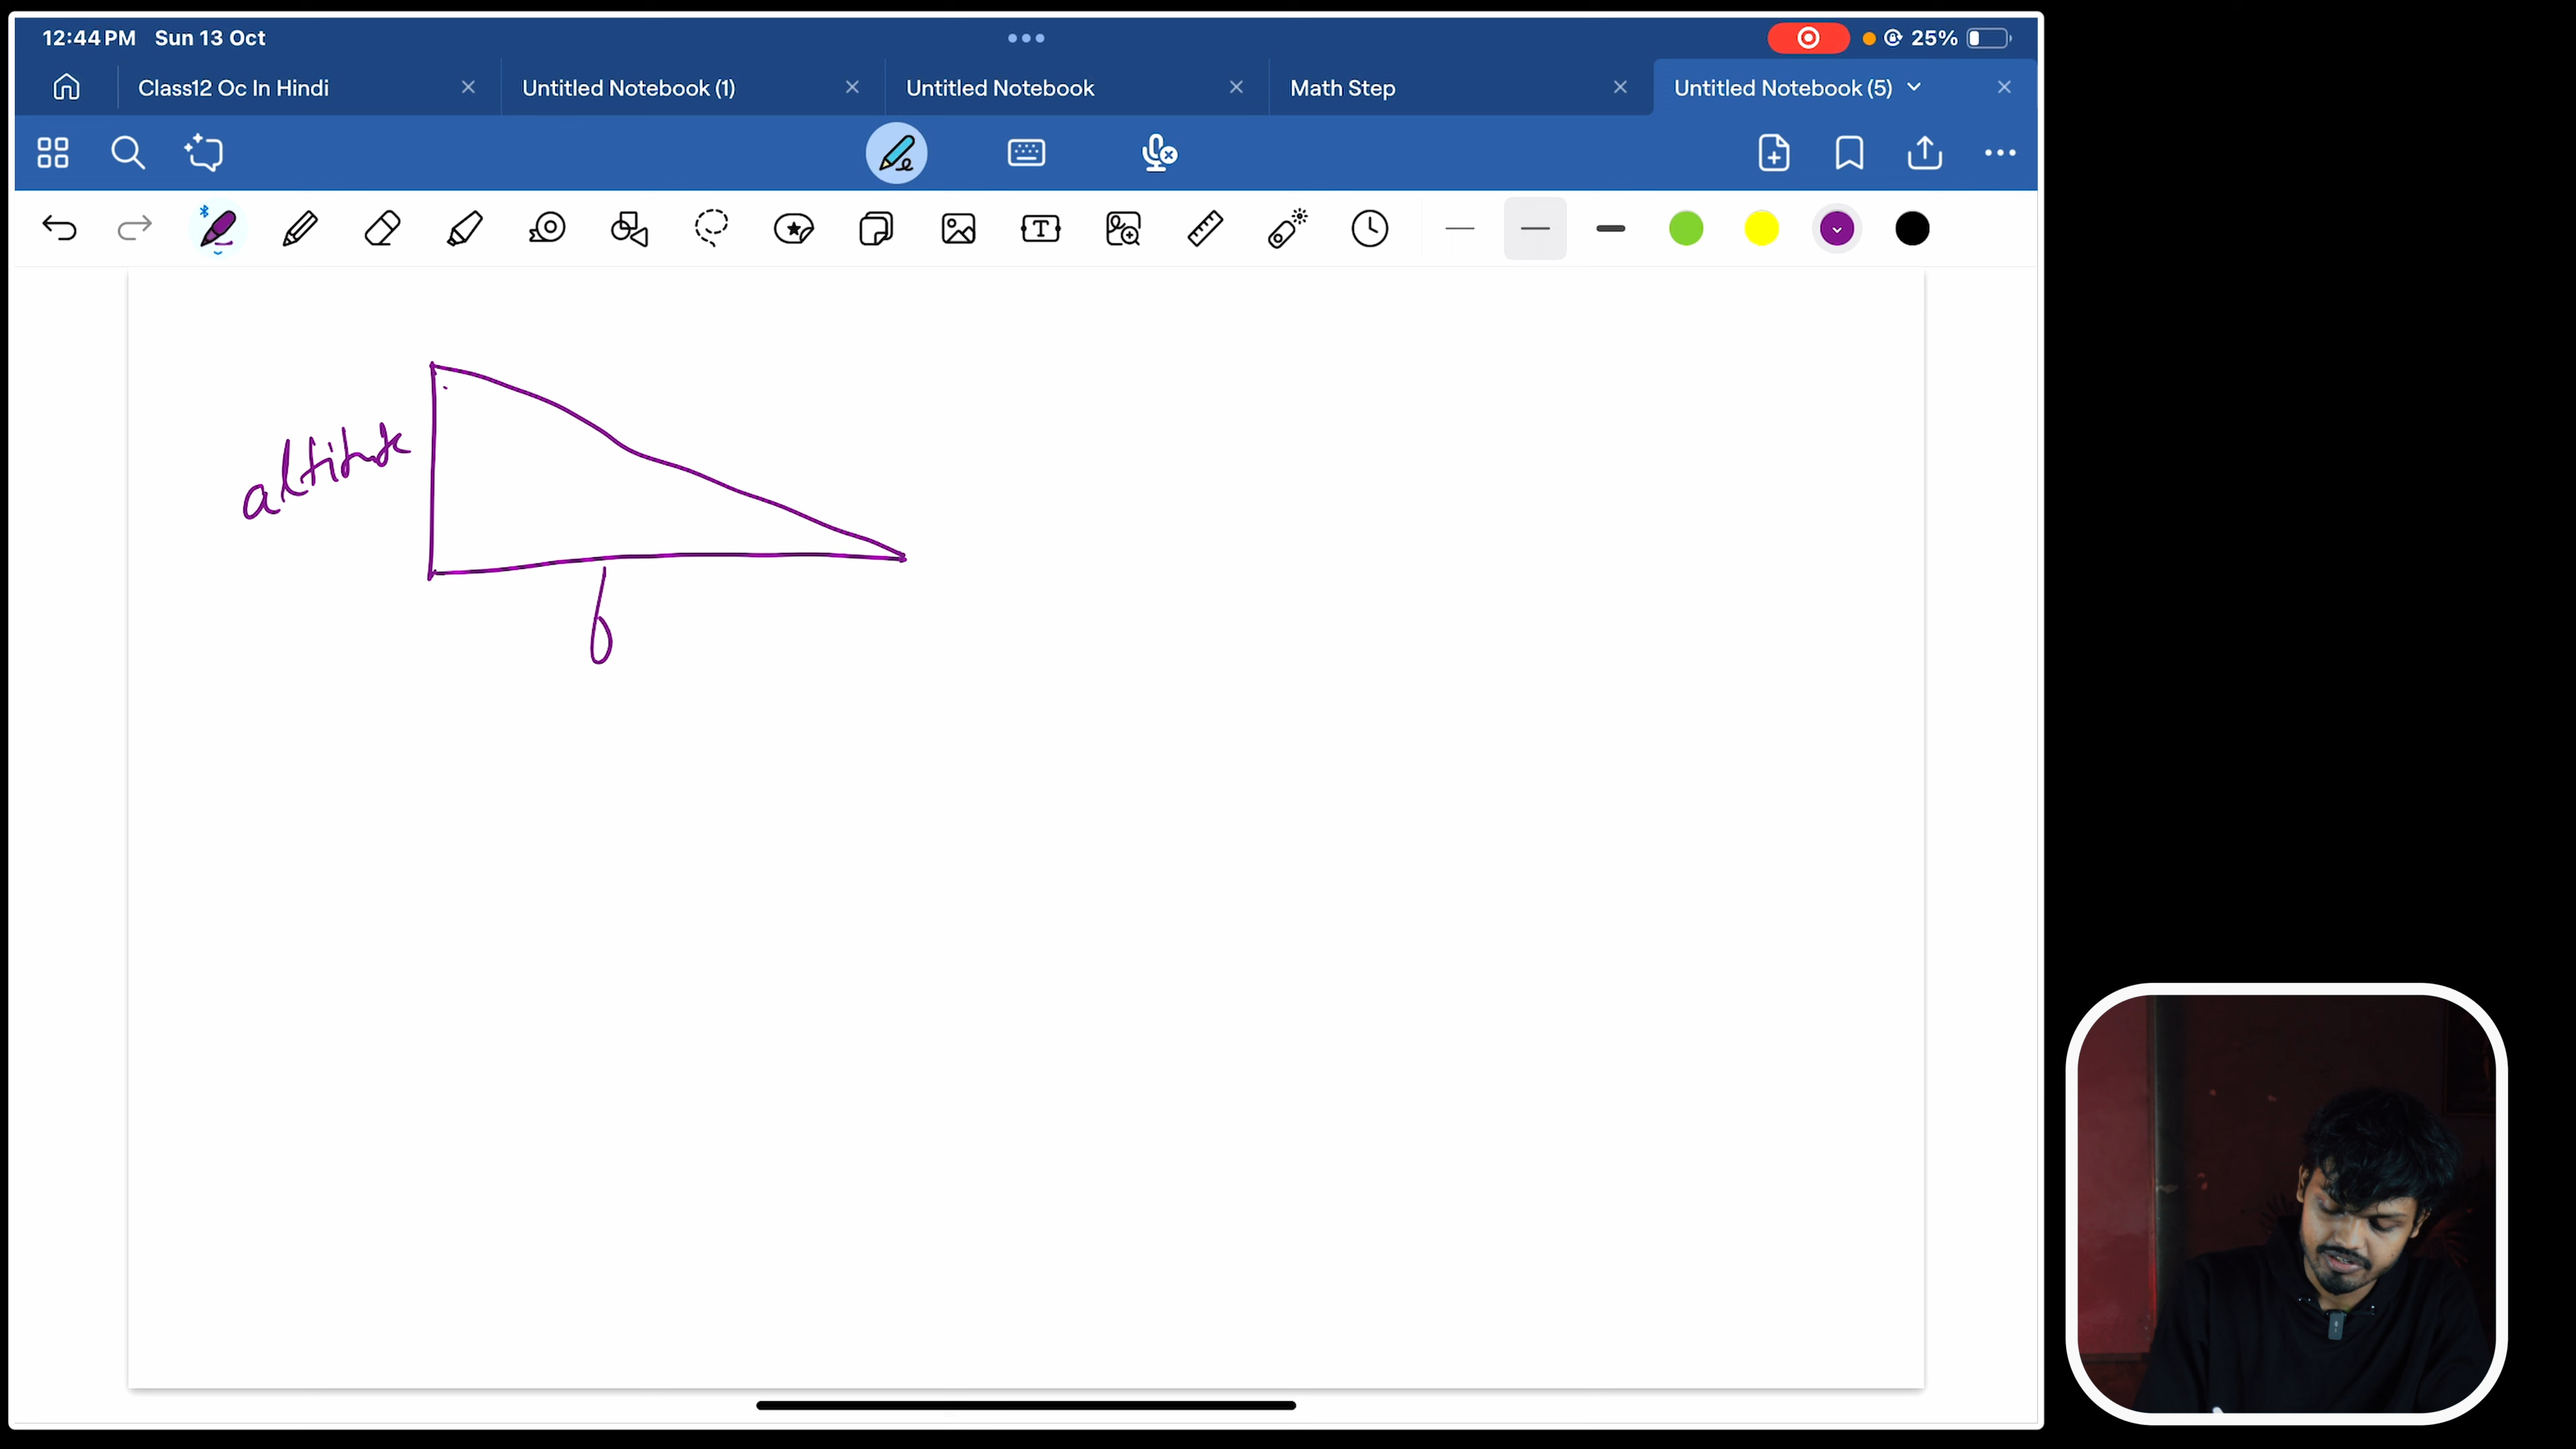 12:44 PM Sun 13 Oct 25%
Class12 Oc In Hindi Untitled Notebook (1) Untitled Notebook Math Step Untitled Notebook (5)
T
altitude
b